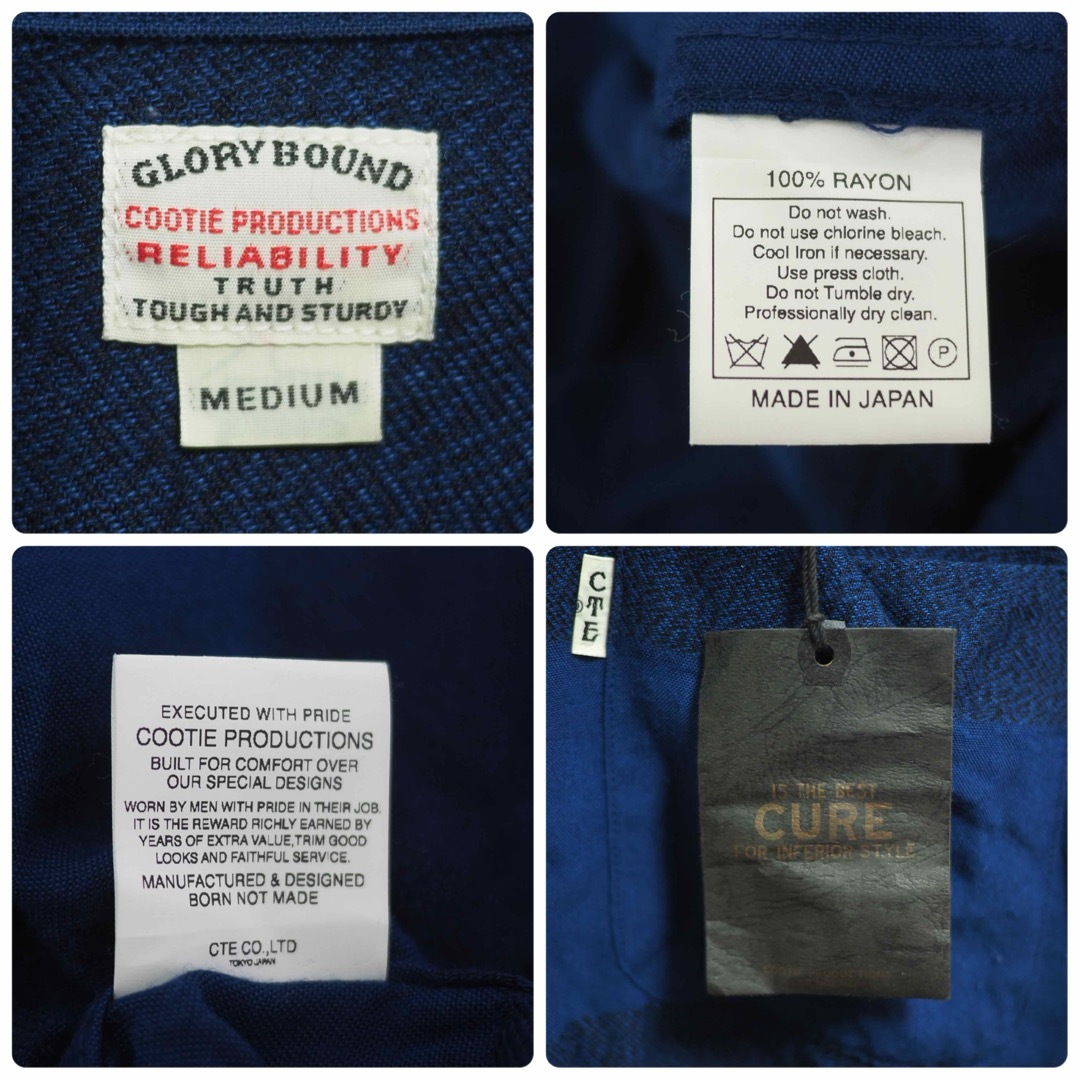 GLORY BOUND
COOTIE PRODUCTIONS
RELIABILITY
TRUTH
TOUGH AND STURDY
MEDIUM
100% RAYON
Do not wash.
Do not use chlorine bleach.
Cool Iron if necessary.
Use press cloth.
Do not Tumble dry.
Professionally dry clean.
P
MADE IN JAPAN
EXECUTED WITH PRIDE
COOTIE PRODUCTIONS
BUILT FOR COMFORT OVER
OUR SPECIAL DESIGNS
WORN BY MEN WITH PRIDE IN THEIR JOB.
IT IS THE REWARD RICHLY EARNED BY
YEARS OF EXTRA VALUE,TRIM GOOD
LOOKS AND FAITHFUL SERVICE.
MANUFACTURED & DESIGNED
BORN NOT MADE
CTE CO.,LTD
TOKYO JAPAN
CTE
®
IS THE BEST
CURE
FOR INFERIOR STYLE